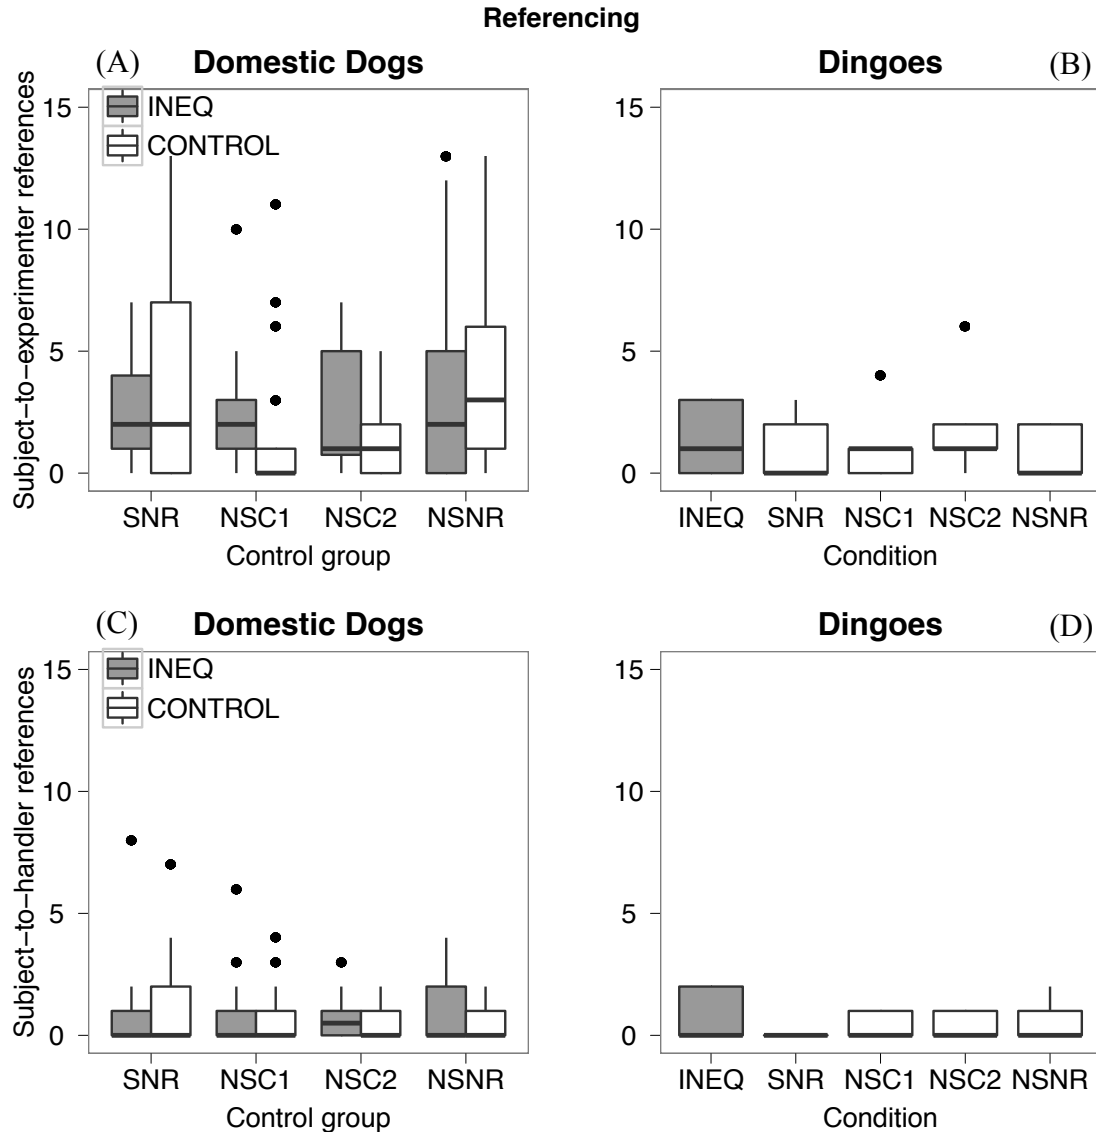 Referencing
(A) Domestic Dogs
Dingoes (B)
Subject-to-experimenter references
15
10
5
0
INEQ
CONTROL
SNR NSC1 NSC2 NSNR
Control group
15
10
5
0
INEQ SNR NSC1 NSC2 NSNR
Condition
(C) Domestic Dogs
Dingoes (D)
Subject-to-handler references
15
10
5
0
INEQ
CONTROL
SNR NSC1 NSC2 NSNR
Control group
15
10
5
0
INEQ SNR NSC1 NSC2 NSNR
Condition